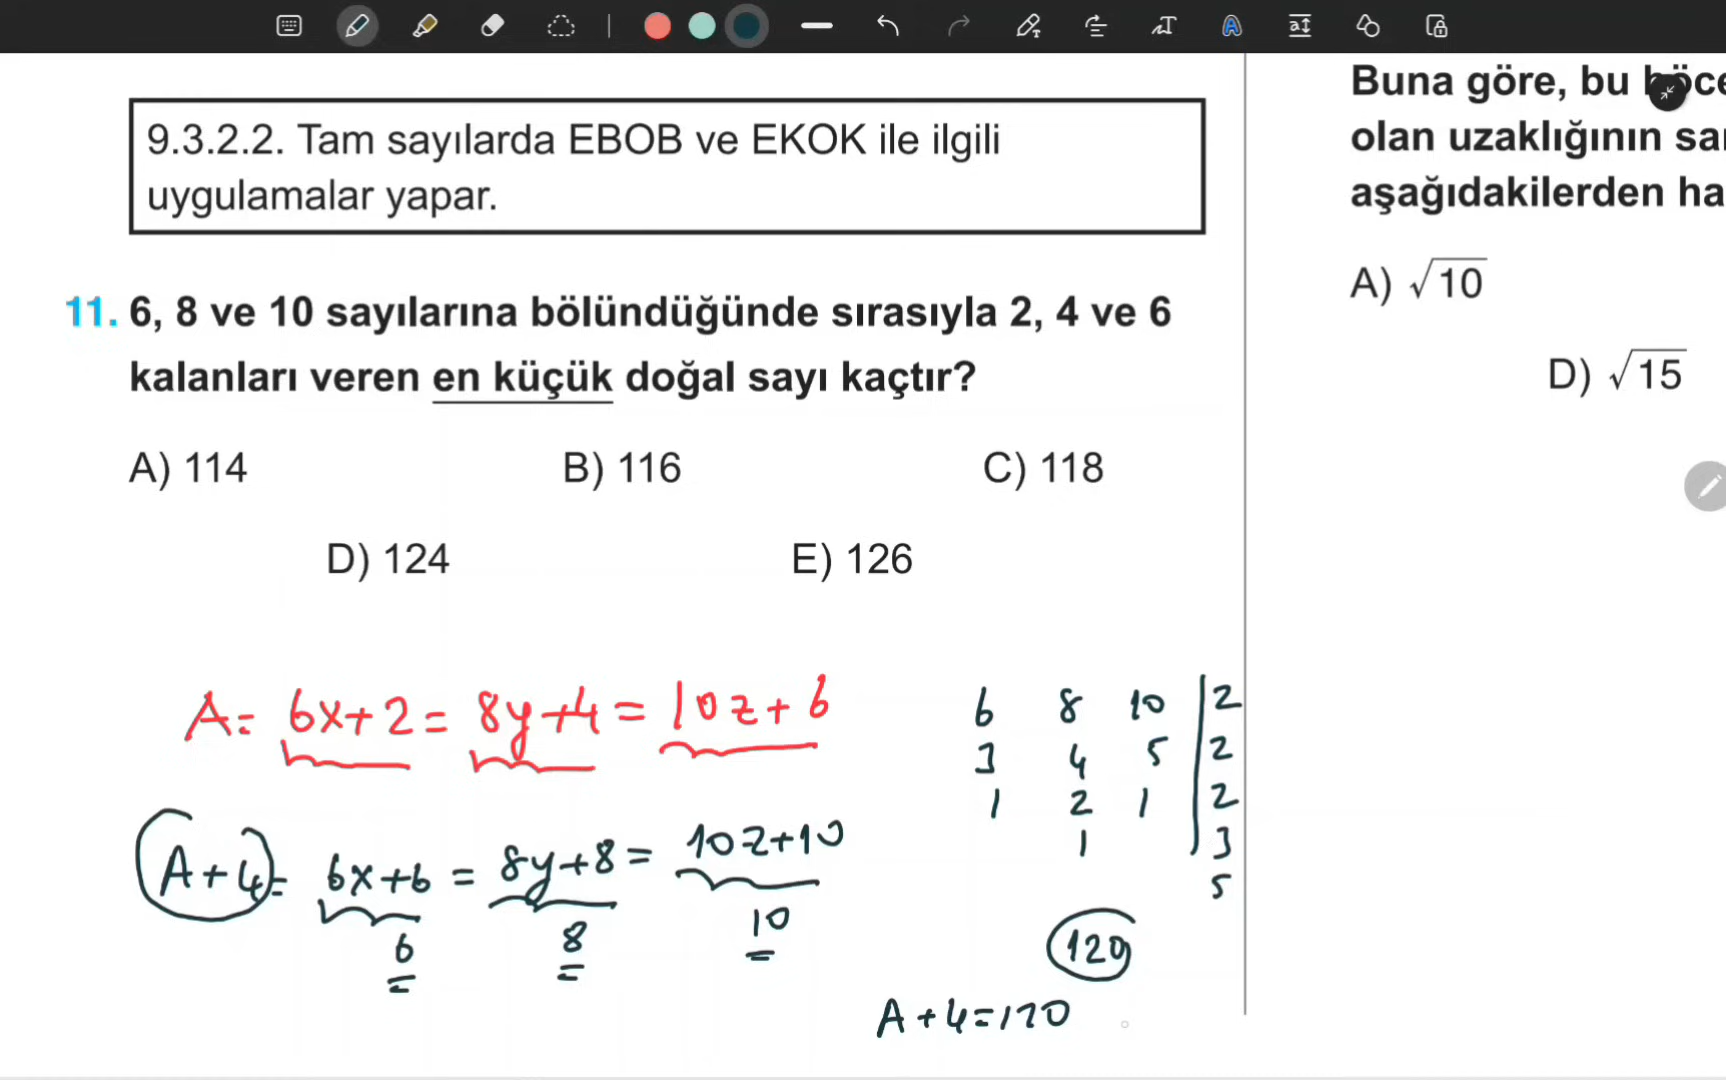 9.3.2.2. Tam sayılarda EBOB ve EKOK ile ilgili
uygulamalar yapar.
11. 6, 8 ve 10 sayılarına bölündüğünde sırasıyla 2, 4 ve 6
kalanları veren en küçük doğal sayı kaçtır?
A) 114
B) 116
C) 118
D) 124
E) 126
A= 6x+2= 8y+4 = 10z+6
A+4= 6x+6 = 8y+8= 10z+10
6
8
10
6 8 10 2
3 4 5 2
1 2 1 2
1 3
5
120
A+4=120
Buna göre, bu
olan uzaklığının
aşağıdakilerden
A) √10
D) √15